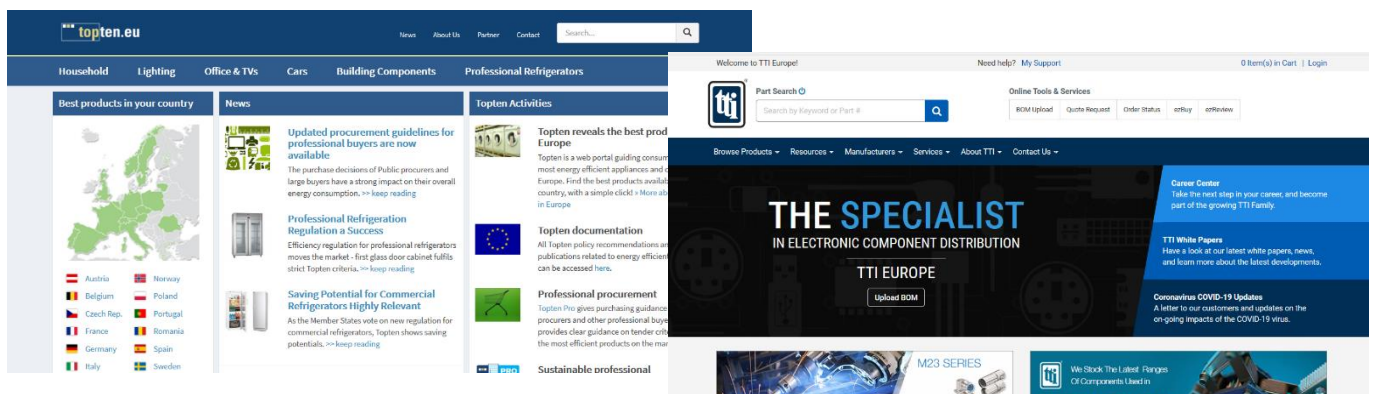 topten.eu
News About Us Partner Contact Search...
Household Lighting Office & TVs Cars Building Components Professional Refrigerators
Best products in your country
Austria Norway
Belgium Poland
Czech Rep. Portugal
France Romania
Germany Spain
Italy Sweden
News
Updated procurement guidelines for
professional buyers are now
available
The purchase decisions of Public procurers and
large buyers have a strong impact on their overall
energy consumption. >> keep reading
Professional Refrigeration
Regulation a Success
Efficiency regulation for professional refrigerators
moves the market - first glass door cabinet fulfils
strict Topten criteria. >> keep reading
Saving Potential for Commercial
Refrigerators Highly Relevant
As the Member States vote on new regulation for
commercial refrigerators, Topten shows saving
potentials. >> keep reading
Topten Activities
Topten reveals the best prod
Europe
Topten is a web portal guiding consum
most energy efficient appliances and c
Europe. Find the best products availab
country, with a simple click! > More ab
in Europe
Topten documentation
All Topten policy recommendations an
publications related to energy efficien
can be accessed here.
Professional procurement
Topten Pro gives purchasing guidance
procurers and other professional buye
provides clear guidance on tender crit
the most efficient products on the mar
PRO
Sustainable professional
Welcome to TTI Europe! Need help? My Support 0 Item(s) in Cart | Login
tti
Part Search
Search by Keyword or Part #
Online Tools & Services
BOM Upload Quote Request Order Status ezBuy ezReview
Browse Products Resources Manufacturers Services About TTI Contact Us
THE SPECIALIST
IN ELECTRONIC COMPONENT DISTRIBUTION
TTI EUROPE
Upload BOM
Career Center
Take the next step in your career, and become
part of the growing TTI Family.
TTI White Papers
Have a look at our latest white papers, news,
and learn more about the latest developments.
Coronavirus COVID-19 Updates
A letter to our customers and updates on the
on-going impacts of the COVID-19 virus.
M23 SERIES
tti
We Stock The Latest Ranges
Of Components Used in